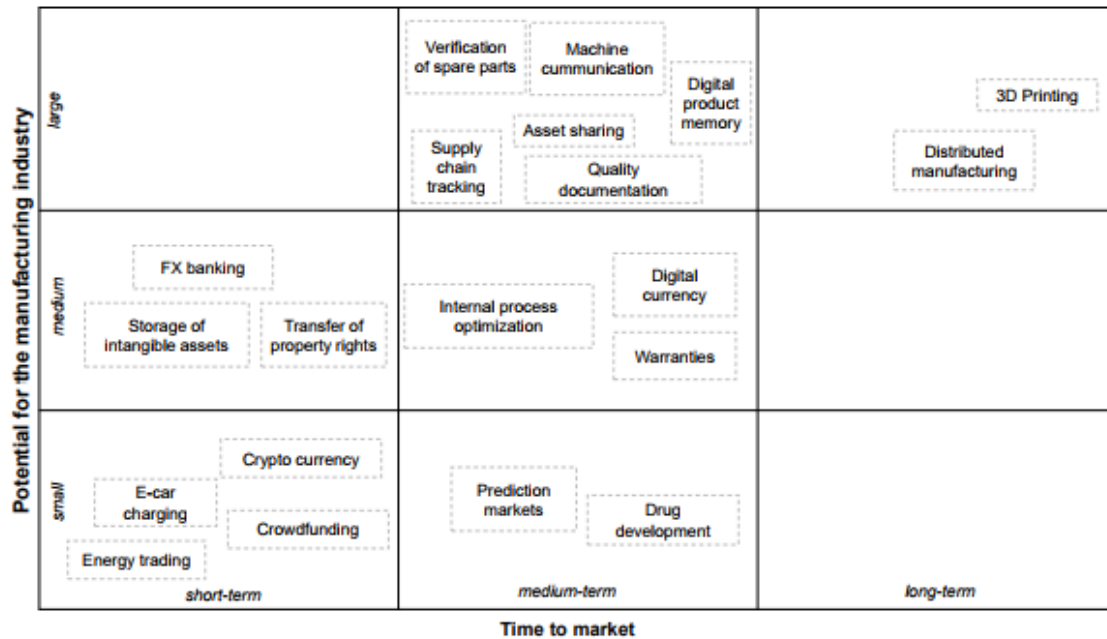 Potential for the manufacturing industry
large
Verification
of spare parts
Machine
cummunication
Digital
product
memory
Asset sharing
Supply
chain
tracking
Quality
documentation
3D Printing
Distributed
manufacturing
medium
FX banking
Storage of
intangible assets
Transfer of
property rights
Internal process
optimization
Digital
currency
Warranties
small
Crypto currency
E-car
charging
Crowdfunding
Energy trading
Prediction
markets
Drug
development
short-term
medium-term
long-term
Time to market